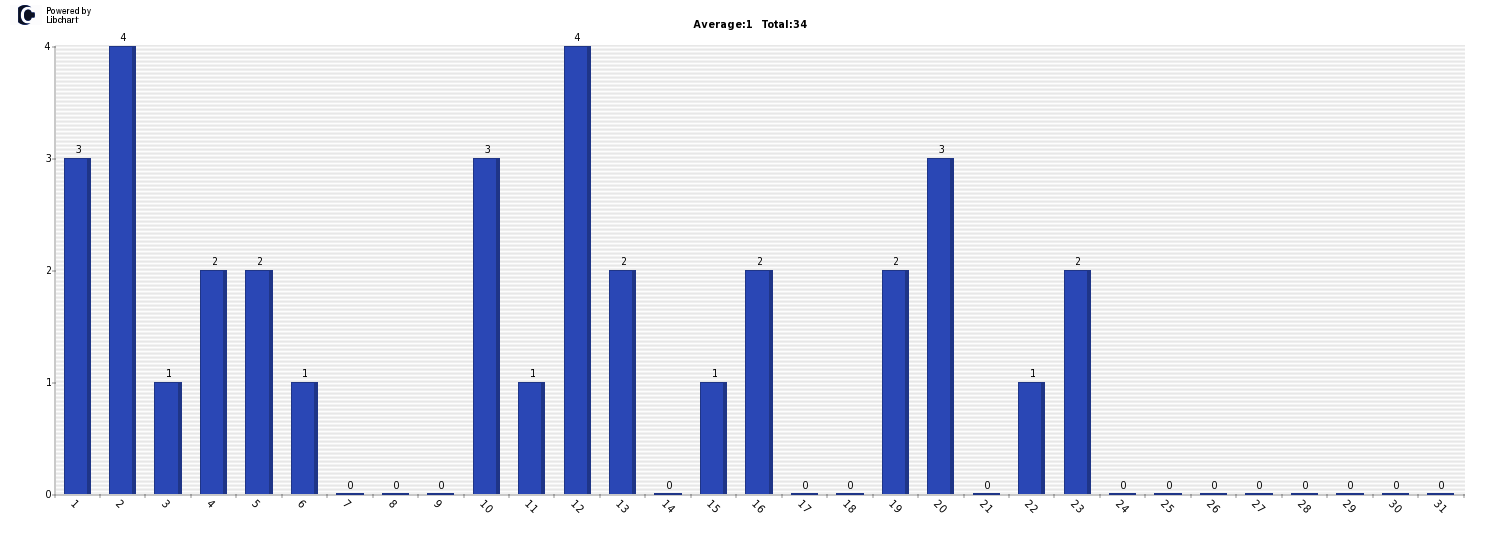 Powered by
Libchart
Average:1 Total:34
4 4 4
3 3 3 3
2 2 2 2 2 2 2
1 1 1 1 1 1
0 0 0 0 0 0 0 0 0 0 0 0 0 0 0 0
1 2 3 4 5 6 7 8 9 10 11 12 13 14 15 16 17 18 19 20 21 22 23 24 25 26 27 28 29 30 31